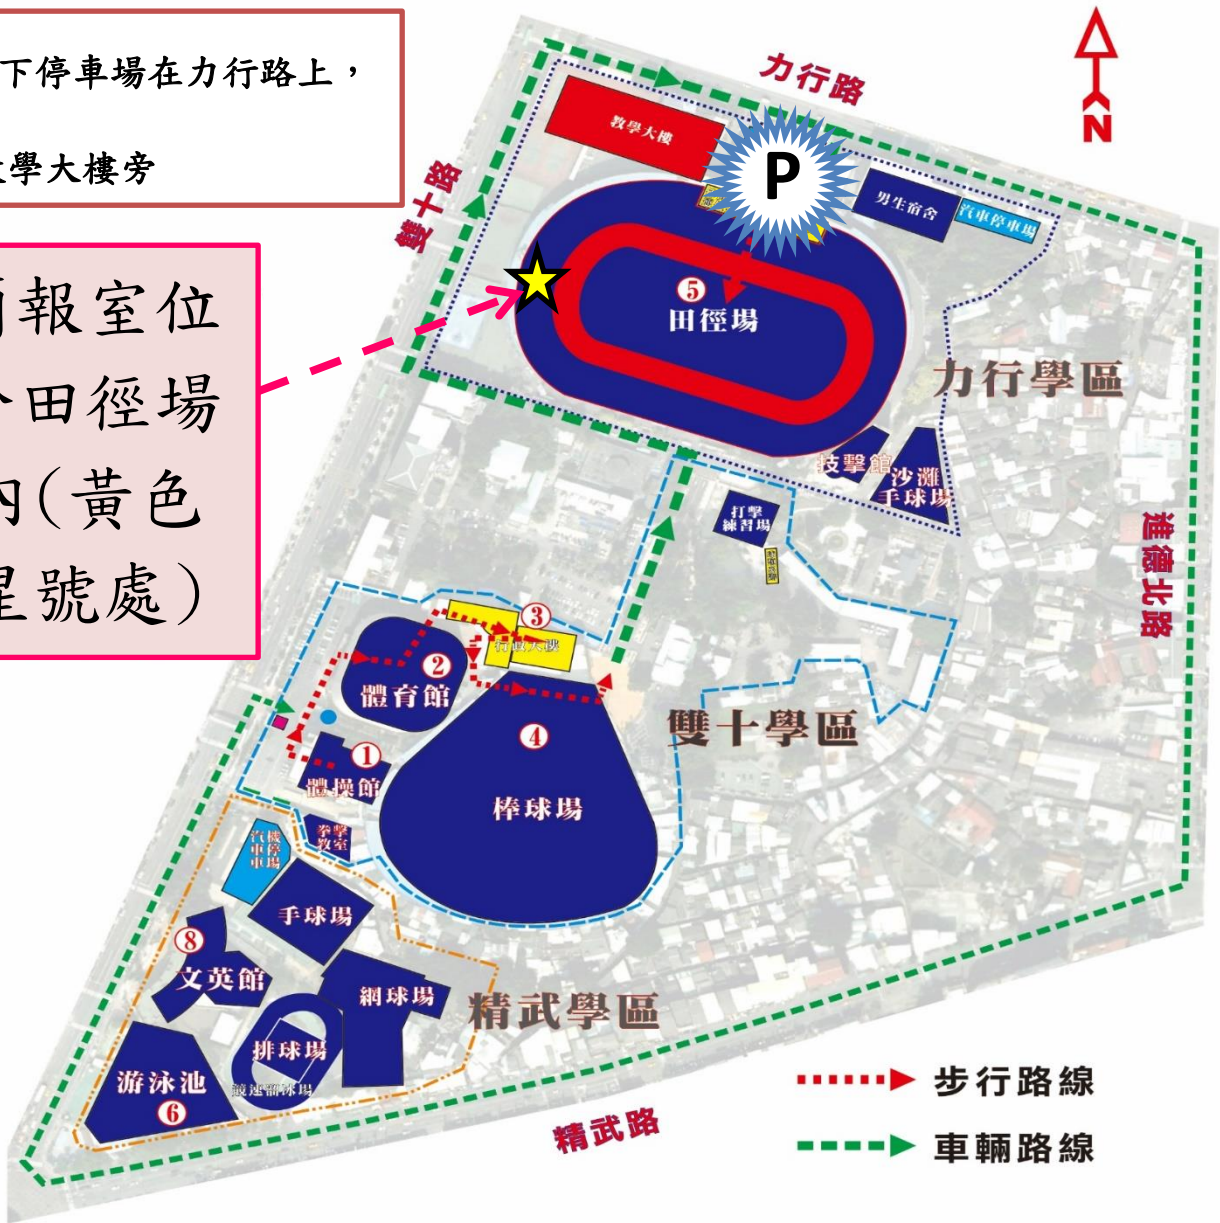 下停車場在力行路上，
學大樓旁
報室位
田徑場
內(黃色
星號處)
力行路
N
雙十路
教學大樓
P
男生宿舍
汽車停車場
⑤
田徑場
力行學區
技擊館
沙灘
手球場
打擊
練習場
進德北路
③
行政大樓
②
體育館
①
體操館
④
棒球場
雙十學區
拳擊
教室
汽機
車停
車場
手球場
⑧
文英館
網球場
精武學區
排球場
競速溜冰場
游泳池
⑥
精武路
步行路線
車輛路線